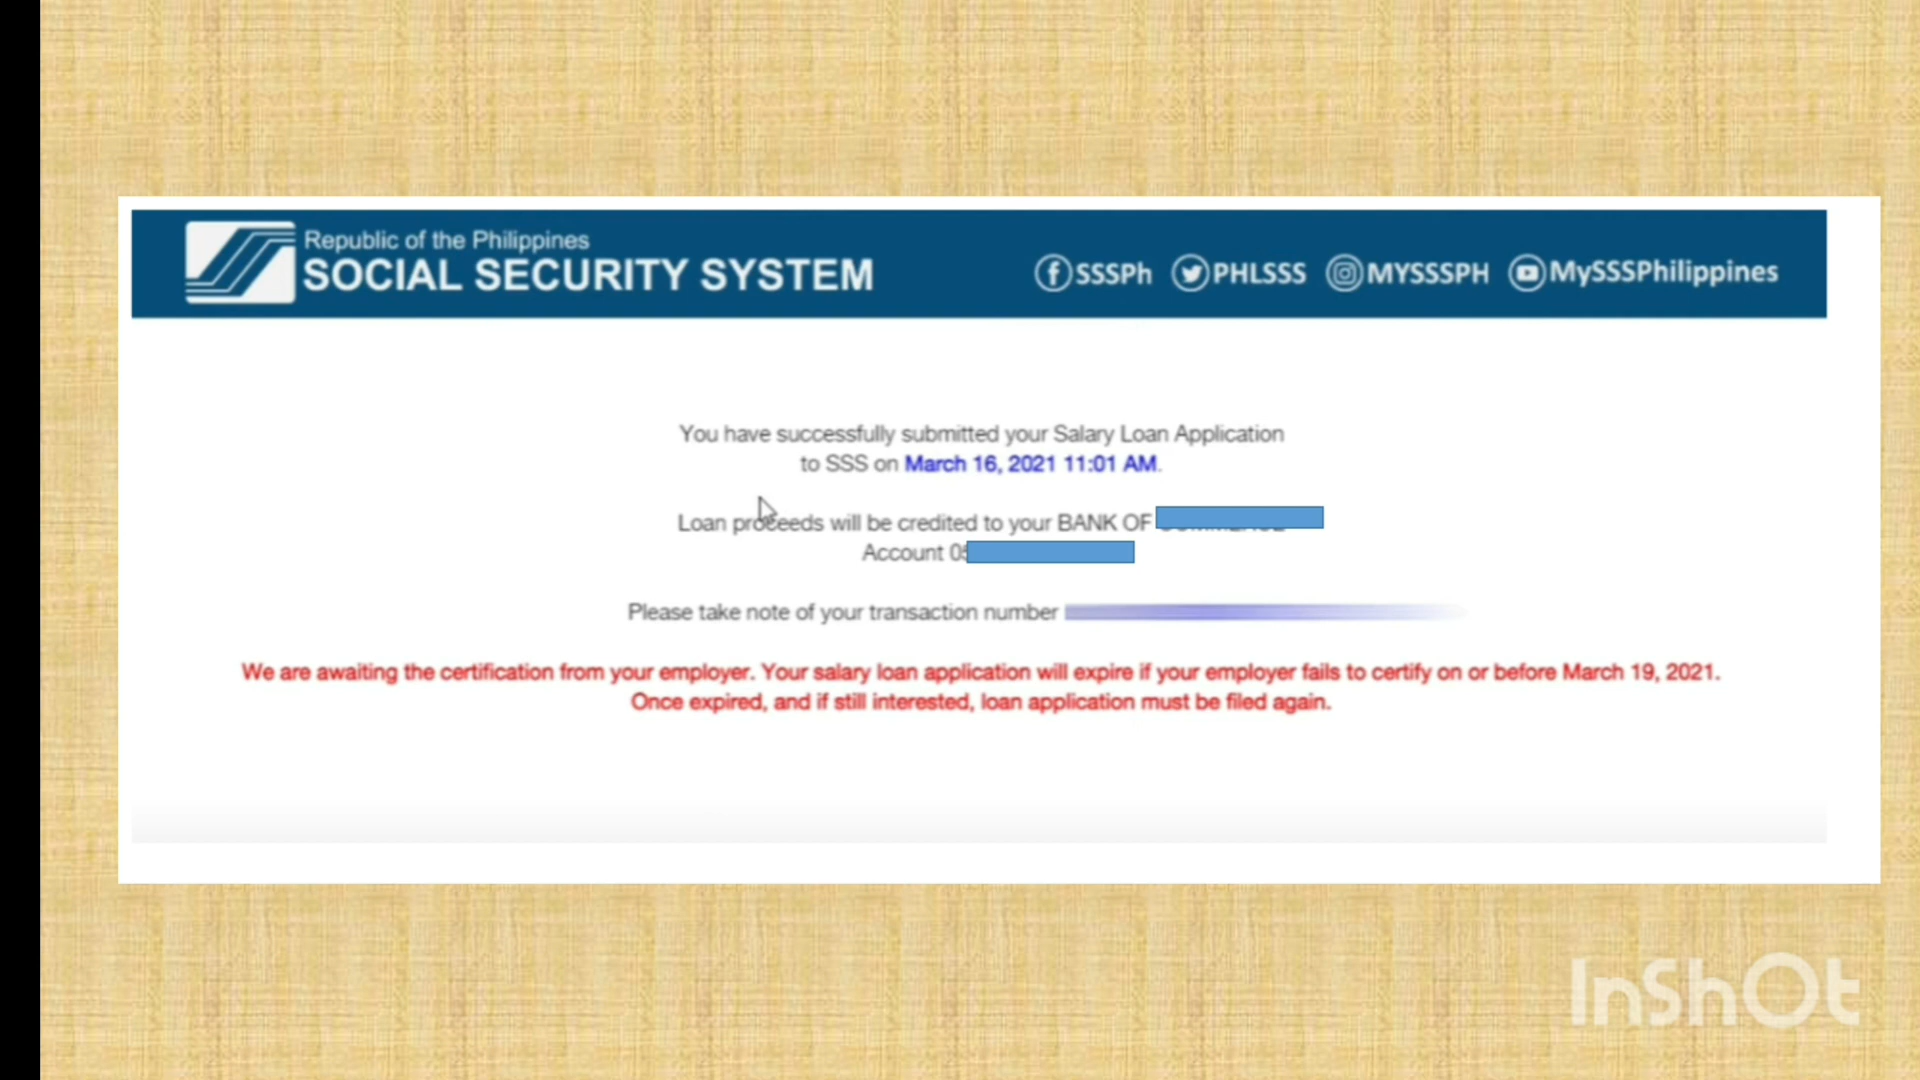 Republic of the Philippines
SOCIAL SECURITY SYSTEM
SSSPh PHLSSS MYSSSPH MySSSPhilippines
You have successfully submitted your Salary Loan Application
to SSS on March 16, 2021 11:01 AM.
Loan proceeds will be credited to your BANK OF
Account
Please take note of your transaction number
We are awaiting the certification from your employer. Your salary loan application will expire if your employer fails to certify on or before March 19, 2021.
Once expired, and if still interested, loan application must be filed again.
InShOt